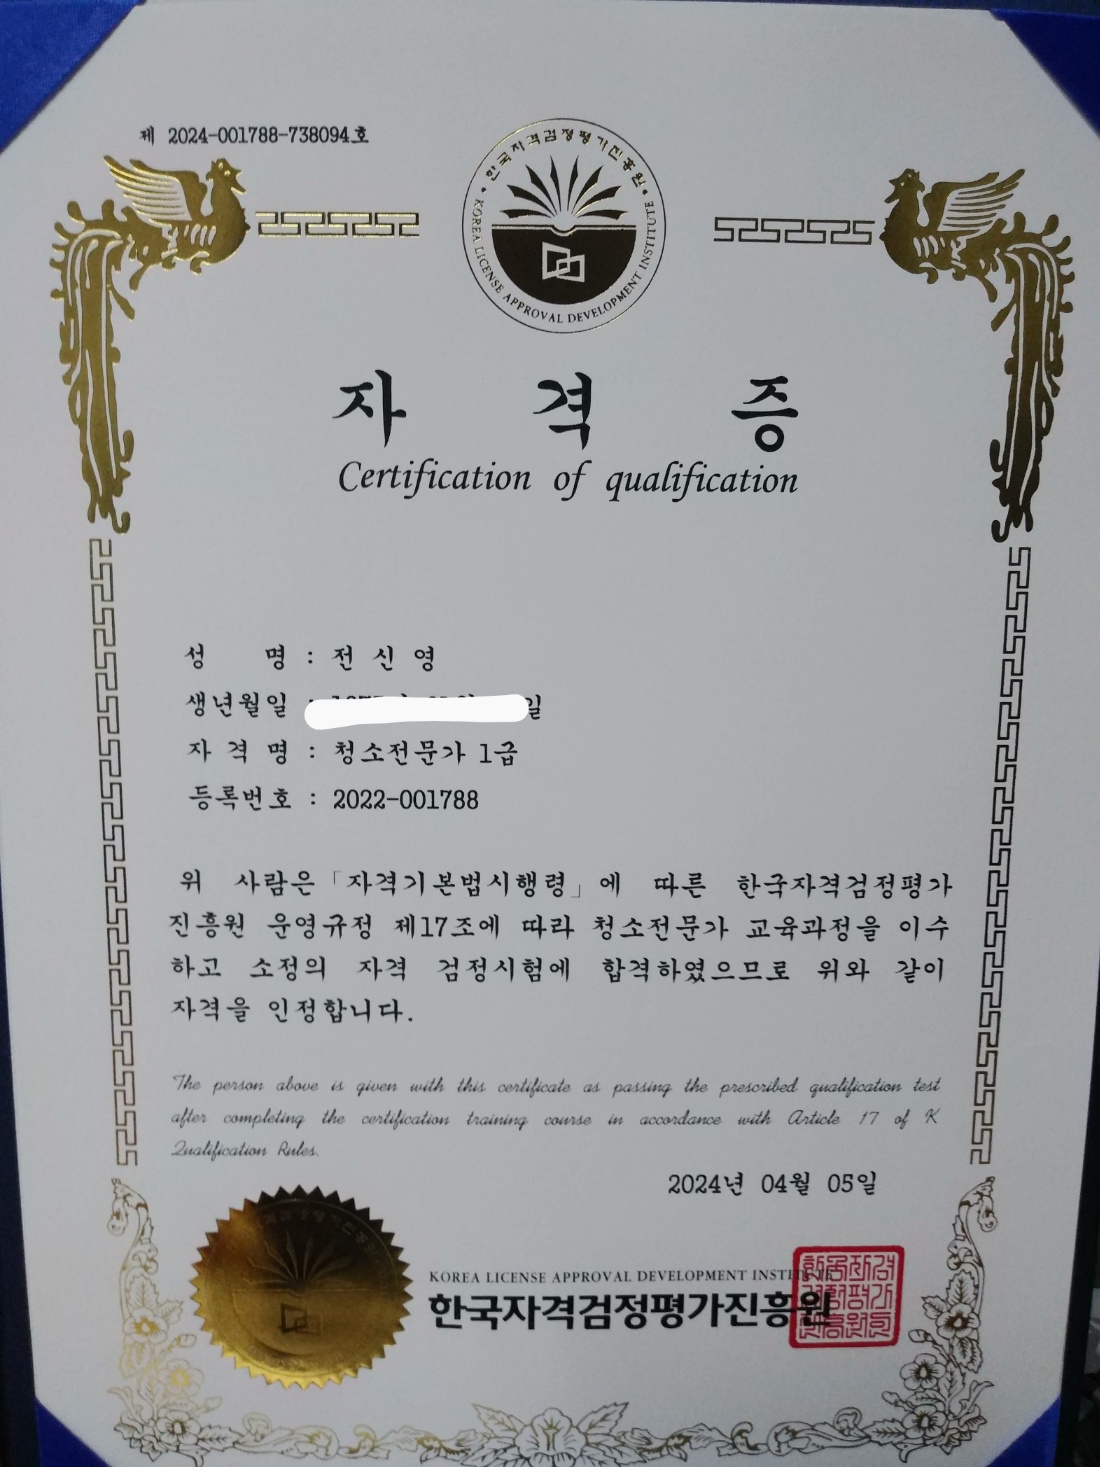 제 2024-001788-738094호
한국자격검정평가진흥원
KOREA LICENSE APPROVAL DEVELOPMENT INSTITUTE
자 격 증
Certification of qualification
성 명 : 전 신 영
생년월일 : 일
자 격 명 : 청소전문가 1급
등록번호 : 2022-001788
위 사람은「자격기본법시행령」에 따른 한국자격검정평가
진흥원 운영규정 제17조에 따라 청소전문가 교육과정을 이수
하고 소정의 자격 검정시험에 합격하였으므로 위와 같이
자격을 인정합니다.
The person above is given with this certificate as passing the prescribed qualification test
after completing the certification training course in accordance with Article 17 of K
Qualification Rules.
2024년 04월 05일
KOREA LICENSE APPROVAL DEVELOPMENT INSTITUTE
한국자격검정평가진흥원